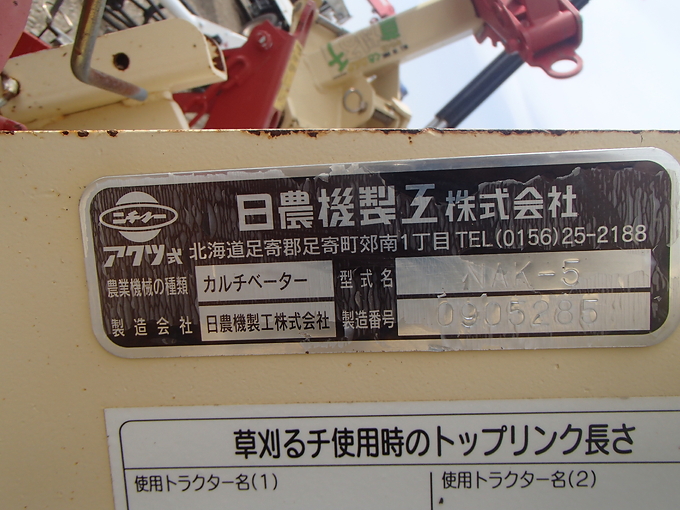 日農機製工株式会社
ニチノー
アクツ式
北海道足寄郡足寄町郊南1丁目 TEL(0156)25-2188
農業機械の種類 カルチベーター 型式名 NAK-5
製造会社 日農機製工株式会社 製造番号 0905285
草刈るチ使用時のトップリンク長さ
使用トラクター名(1) 使用トラクター名(2)